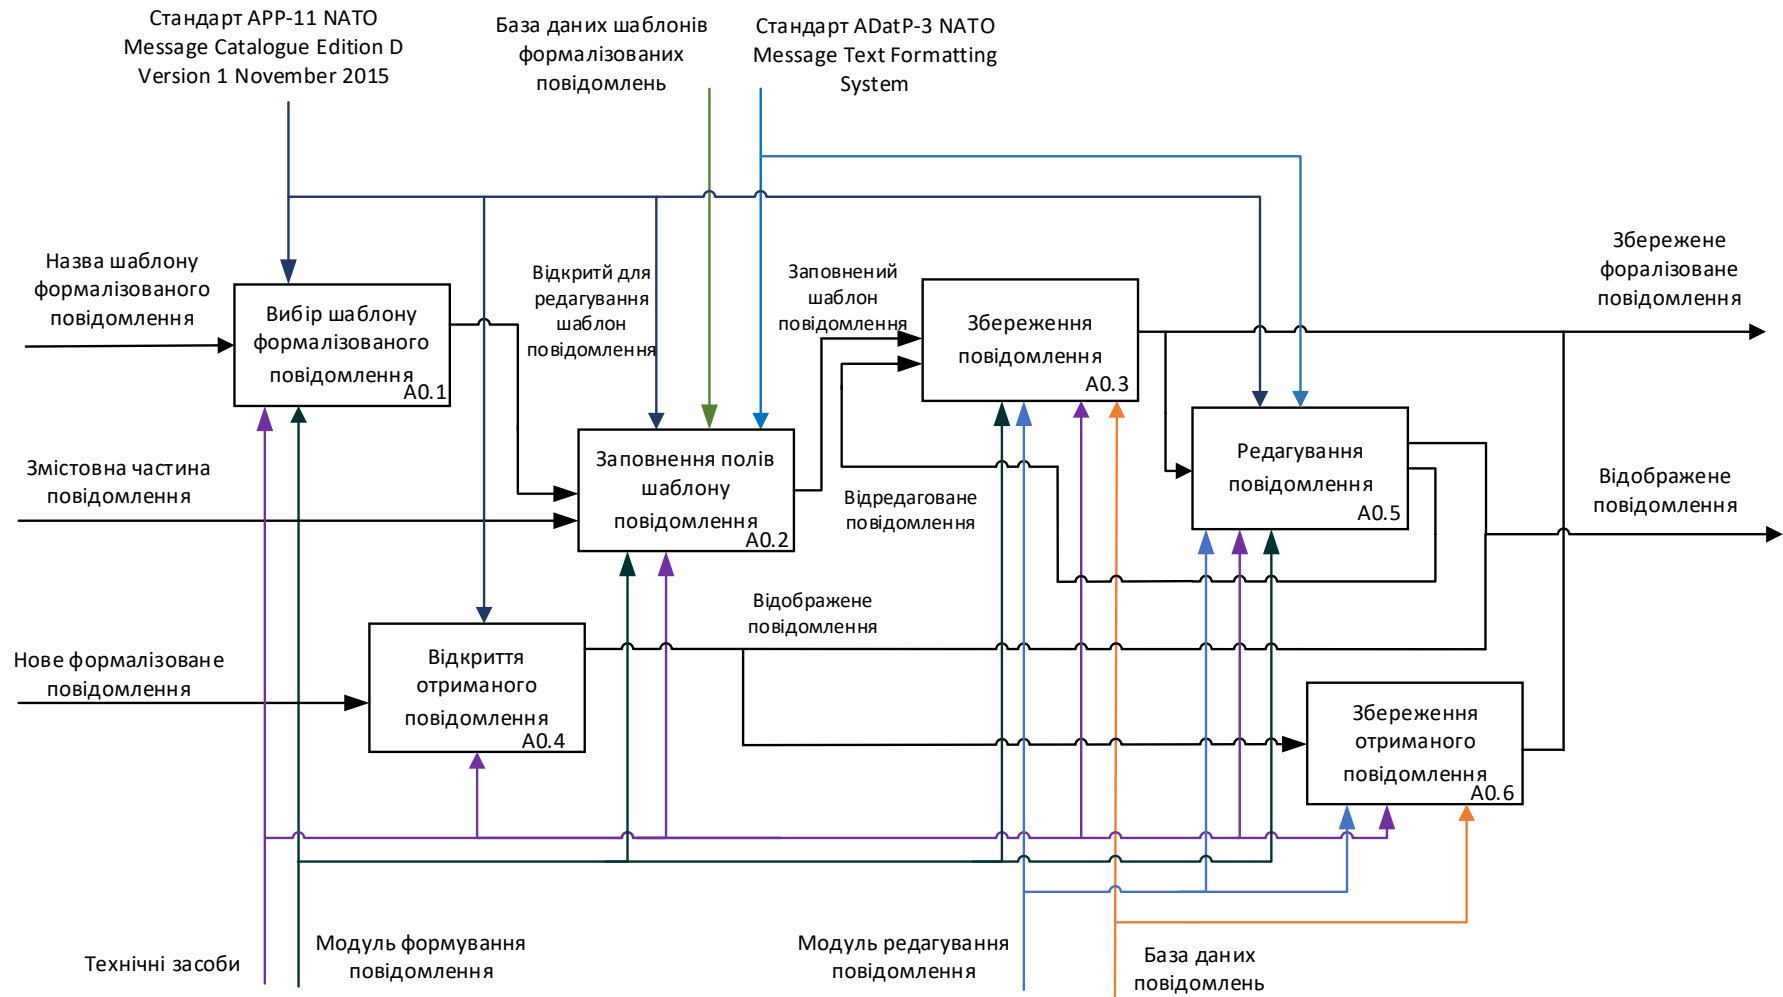 Стандарт APP-11 NATO
Message Catalogue Edition D
Version 1 November 2015
База даних шаблонів
формалізованих
повідомлень
Стандарт ADatP-3 NATO
Message Text Formatting
System
Назва шаблону
формалізованого
повідомлення
Вибір шаблону
формалізованого
повідомлення
A0.1
Відкритй для
редагування
шаблон
повідомлення
Заповнений
шаблон
повідомлення
Збереження
повідомлення
A0.3
Збережене
форалізоване
повідомлення
Змістовна частина
повідомлення
Заповнення полів
шаблону
повідомлення
A0.2
Відредаговане
повідомлення
Редагування
повідомлення
A0.5
Відображене
повідомлення
Нове формалізоване
повідомлення
Відкриття
отриманого
повідомлення
A0.4
Відображене
повідомлення
Збереження
отриманого
повідомлення
A0.6
Технічні засоби
Модуль формування
повідомлення
Модуль редагування
повідомлення
База даних
повідомлень